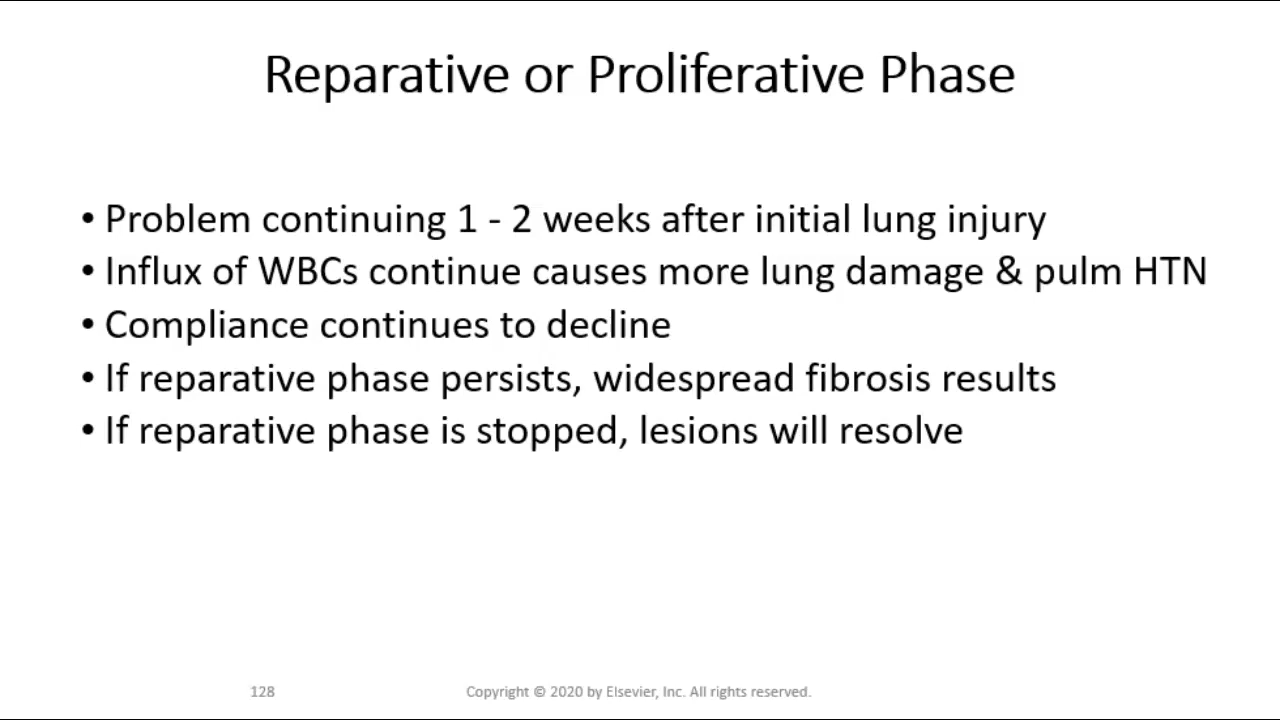 Reparative or Proliferative Phase
• Problem continuing 1 - 2 weeks after initial lung injury
• Influx of WBCs continue causes more lung damage & pulm HTN
• Compliance continues to decline
• If reparative phase persists, widespread fibrosis results
• If reparative phase is stopped, lesions will resolve
128 Copyright © 2020 by Elsevier, Inc. All rights reserved.